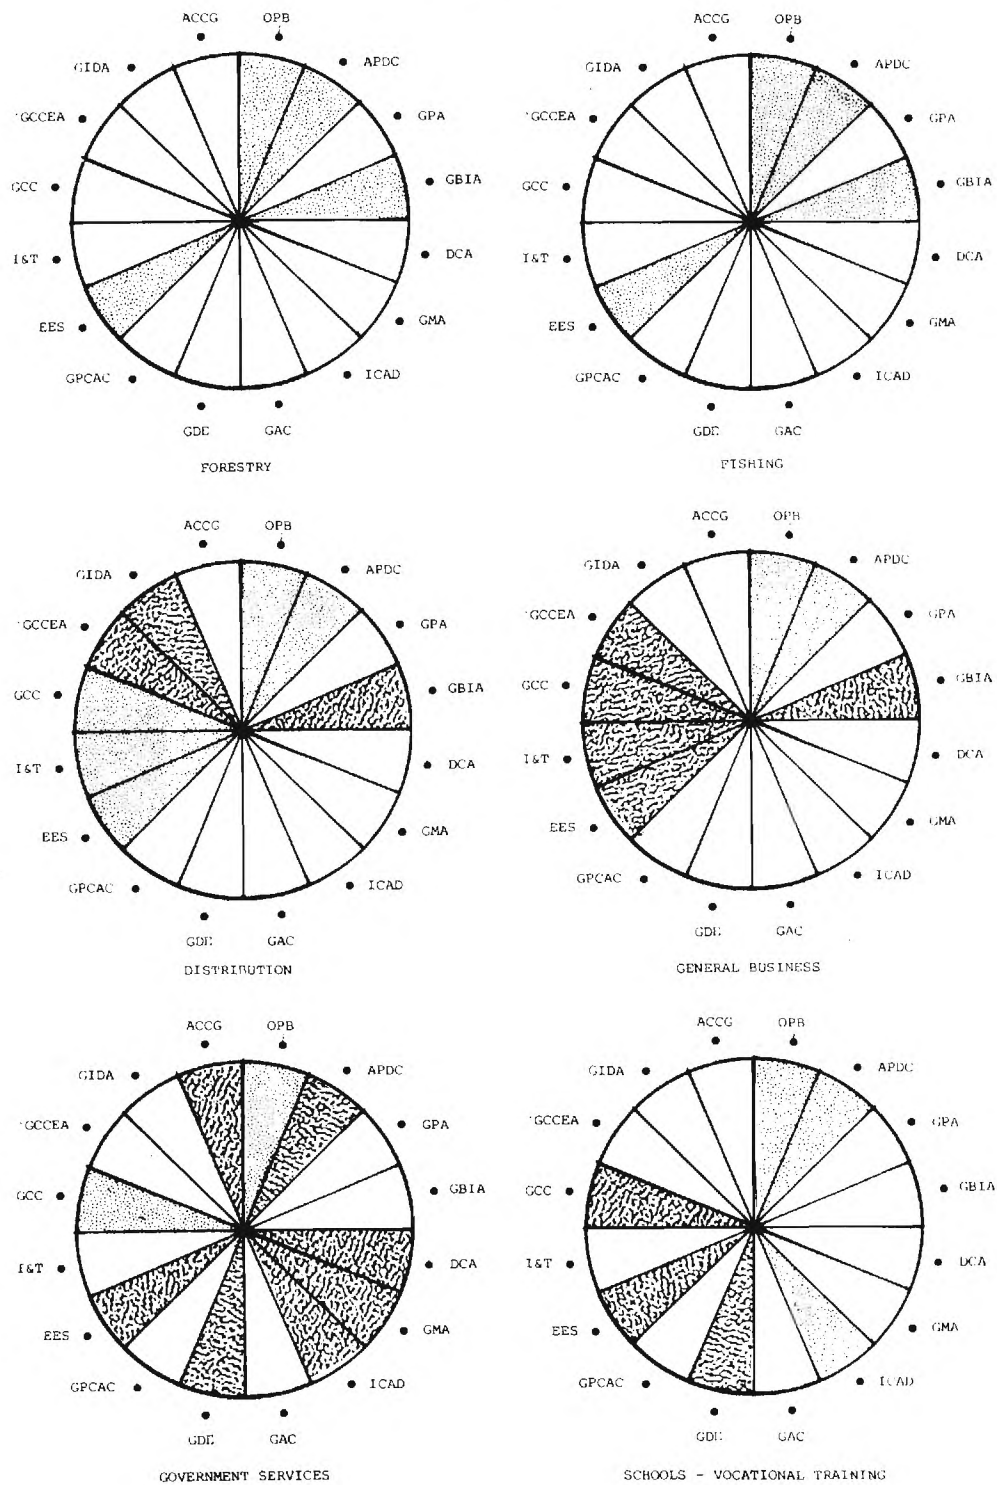 ACCG OPB
GIDA APDC
'GCCEA GPA
GCC GBIA
I&T DCA
EES GMA
GPCAC ICAD
GDE GAC
FORESTRY
ACCG OPB
GIDA APDC
'GCCEA GPA
GCC GBIA
I&T DCA
EES GMA
GPCAC ICAD
GDE GAC
FISHING
ACCG OPB
GIDA APDC
'GCCEA GPA
GCC GBIA
I&T DCA
EES GMA
GPCAC ICAD
GDE GAC
DISTRIBUTION
ACCG OPB
GIDA APDC
'GCCEA GPA
GCC GBIA
I&T DCA
EES GMA
GPCAC ICAD
GDE GAC
GENERAL BUSINESS
ACCG OPB
GIDA APDC
'GCCEA GPA
GCC GBIA
I&T DCA
EES GMA
GPCAC ICAD
GDE GAC
GOVERNMENT SERVICES
ACCG OPB
GIDA APDC
'GCCEA GPA
GCC GBIA
I&T DCA
EES GMA
GPCAC ICAD
GDE GAC
SCHOOLS - VOCATIONAL TRAINING